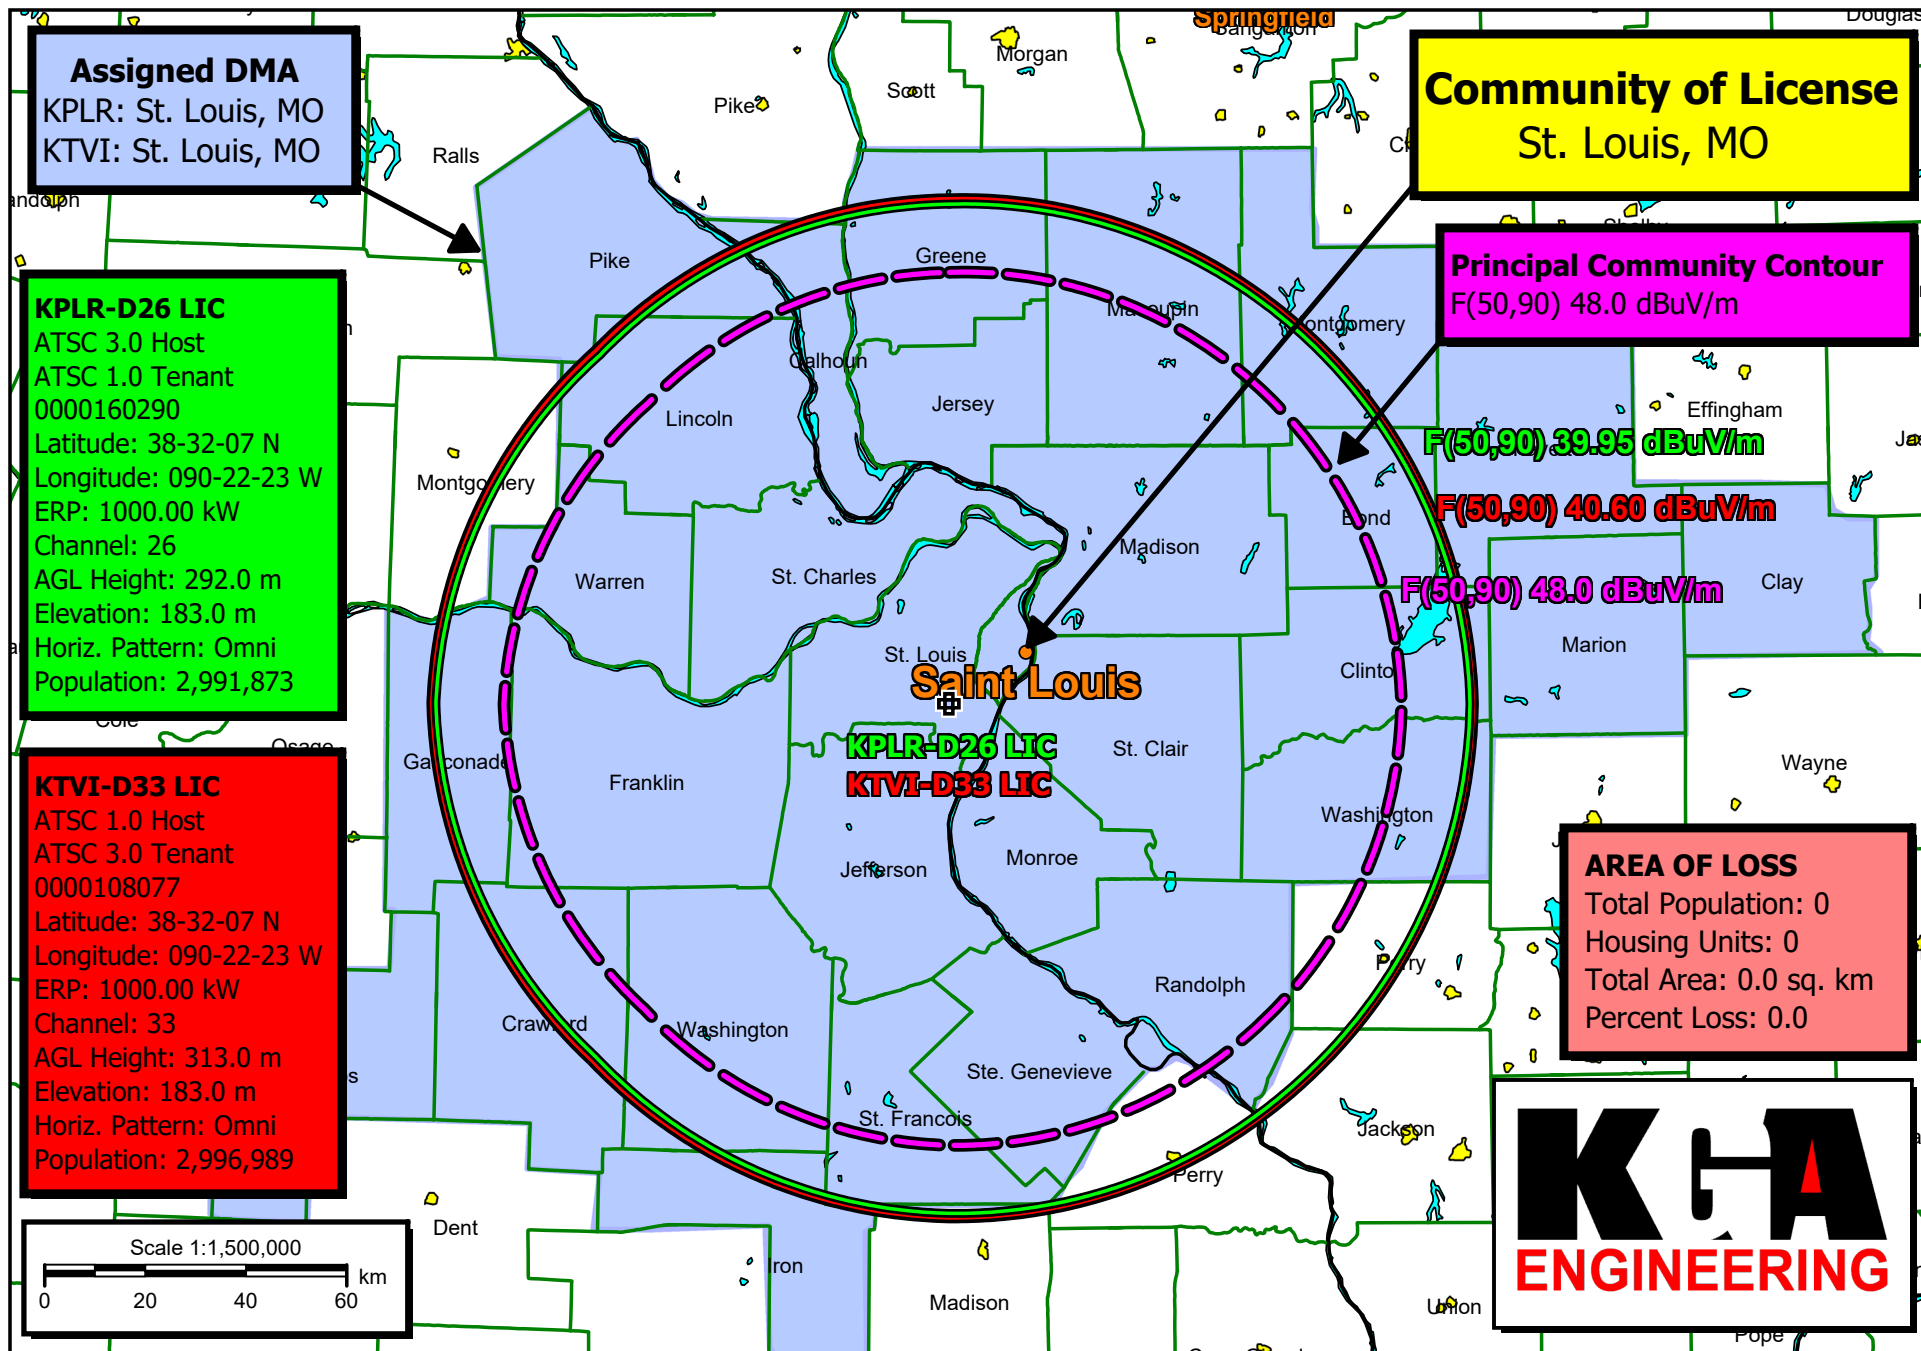 Springfield
Sangamon
Douglas
Morgan
Scott
Pike
Ralls
Assigned DMA
KPLR: St. Louis, MO
KTVI: St. Louis, MO
Community of License
St. Louis, MO
Shelby
Principal Community Contour
F(50,90) 48.0 dBuV/m
Pike
Greene
Macoupin
Montgomery
KPLR-D26 LIC
ATSC 3.0 Host
ATSC 1.0 Tenant
0000160290
Latitude: 38-32-07 N
Longitude: 090-22-23 W
ERP: 1000.00 kW
Channel: 26
AGL Height: 292.0 m
Elevation: 183.0 m
Horiz. Pattern: Omni
Population: 2,991,873
Calhoun
Jersey
Lincoln
Effingham
F(50,90) 39.95 dBuV/m
Montgomery
F(50,90) 40.60 dBuV/m
Bond
Madison
St. Charles
Warren
F(50,90) 48.0 dBuV/m
Clay
Marion
St. Louis
Saint Louis
Clinton
Cole
Osage
KPLR-D26 LIC
KTVI-D33 LIC
St. Clair
Gasconade
Franklin
Wayne
Washington
Monroe
Jefferson
KTVI-D33 LIC
ATSC 1.0 Host
ATSC 3.0 Tenant
0000108077
Latitude: 38-32-07 N
Longitude: 090-22-23 W
ERP: 1000.00 kW
Channel: 33
AGL Height: 313.0 m
Elevation: 183.0 m
Horiz. Pattern: Omni
Population: 2,996,989
AREA OF LOSS
Total Population: 0
Housing Units: 0
Total Area: 0.0 sq. km
Percent Loss: 0.0
Perry
Randolph
Crawford
Washington
Ste. Genevieve
St. Francois
Jackson
Perry
Dent
Iron
Madison
Union
Pope
Scale 1:1,500,000
km
0 20 40 60
KGA
ENGINEERING